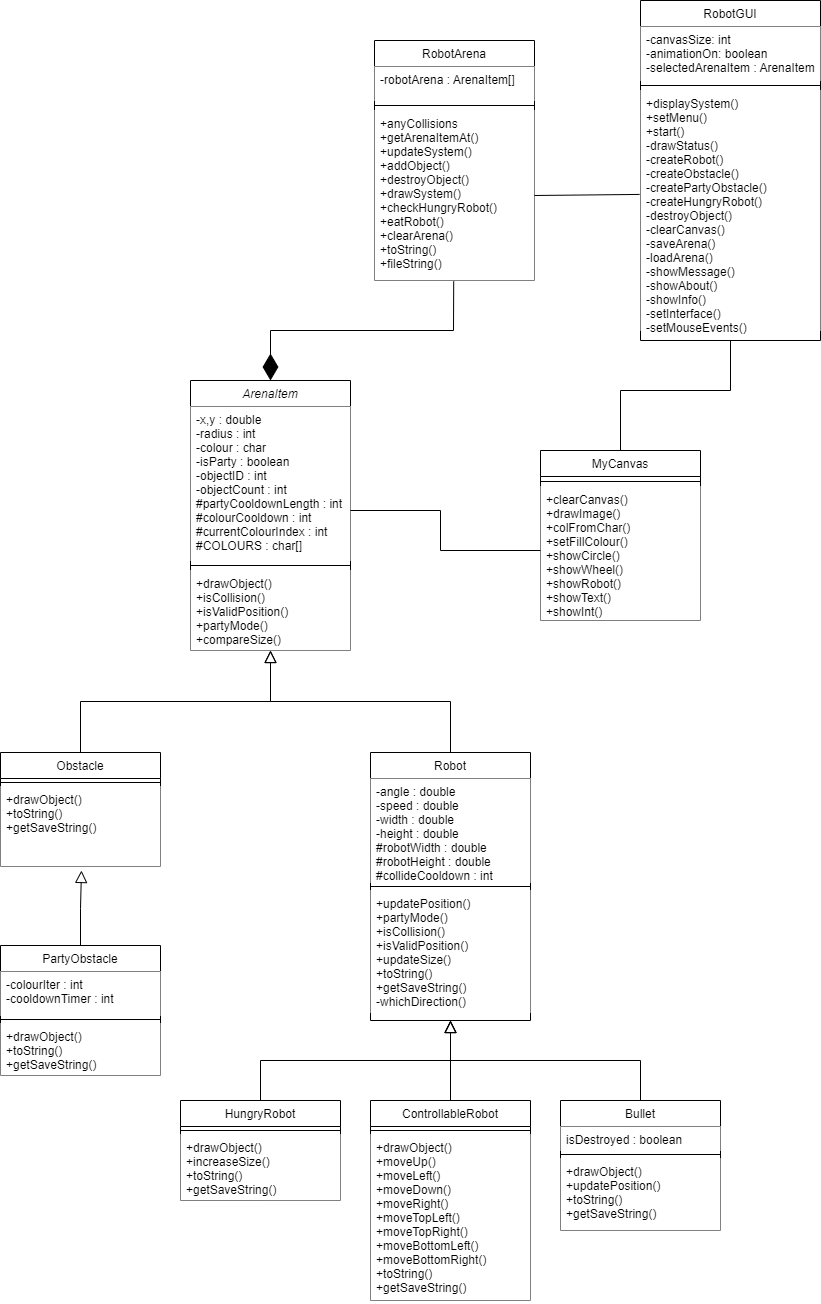 RobotGUI
-canvasSize: int
-animationOn: boolean
-selectedArenaItem : ArenaItem
+displaySystem()
+setMenu()
+start()
-drawStatus()
-createRobot()
-createObstacle()
-createPartyObstacle()
-createHungryRobot()
-destroyObject()
-clearCanvas()
-saveArena()
-loadArena()
-showMessage()
-showAbout()
-showInfo()
-setInterface()
-setMouseEvents()
RobotArena
-robotArena : ArenaItem[]
+anyCollisions
+getArenaItemAt()
+updateSystem()
+addObject()
+destroyObject()
+drawSystem()
+checkHungryRobot()
+eatRobot()
+clearArena()
+toString()
+fileString()
ArenaItem
-x,y : double
-radius : int
-colour : char
-isParty : boolean
-objectID : int
-objectCount : int
#partyCooldownLength : int
#colourCooldown : int
#currentColourIndex : int
#COLOURS : char[]
+drawObject()
+isCollision()
+isValidPosition()
+partyMode()
+compareSize()
MyCanvas
+clearCanvas()
+drawImage()
+colFromChar()
+setFillColour()
+showCircle()
+showWheel()
+showRobot()
+showText()
+showInt()
Obstacle
+drawObject()
+toString()
+getSaveString()
Robot
-angle : double
-speed : double
-width : double
-height : double
#robotWidth : double
#robotHeight : double
#collideCooldown : int
+updatePosition()
+partyMode()
+isCollision()
+isValidPosition()
+updateSize()
+toString()
+getSaveString()
-whichDirection()
PartyObstacle
-colourIter : int
-cooldownTimer : int
+drawObject()
+toString()
+getSaveString()
HungryRobot
+drawObject()
+increaseSize()
+toString()
+getSaveString()
ControllableRobot
+drawObject()
+moveUp()
+moveLeft()
+moveDown()
+moveRight()
+moveTopLeft()
+moveTopRight()
+moveBottomLeft()
+moveBottomRight()
+toString()
+getSaveString()
Bullet
isDestroyed : boolean
+drawObject()
+updatePosition()
+toString()
+getSaveString()